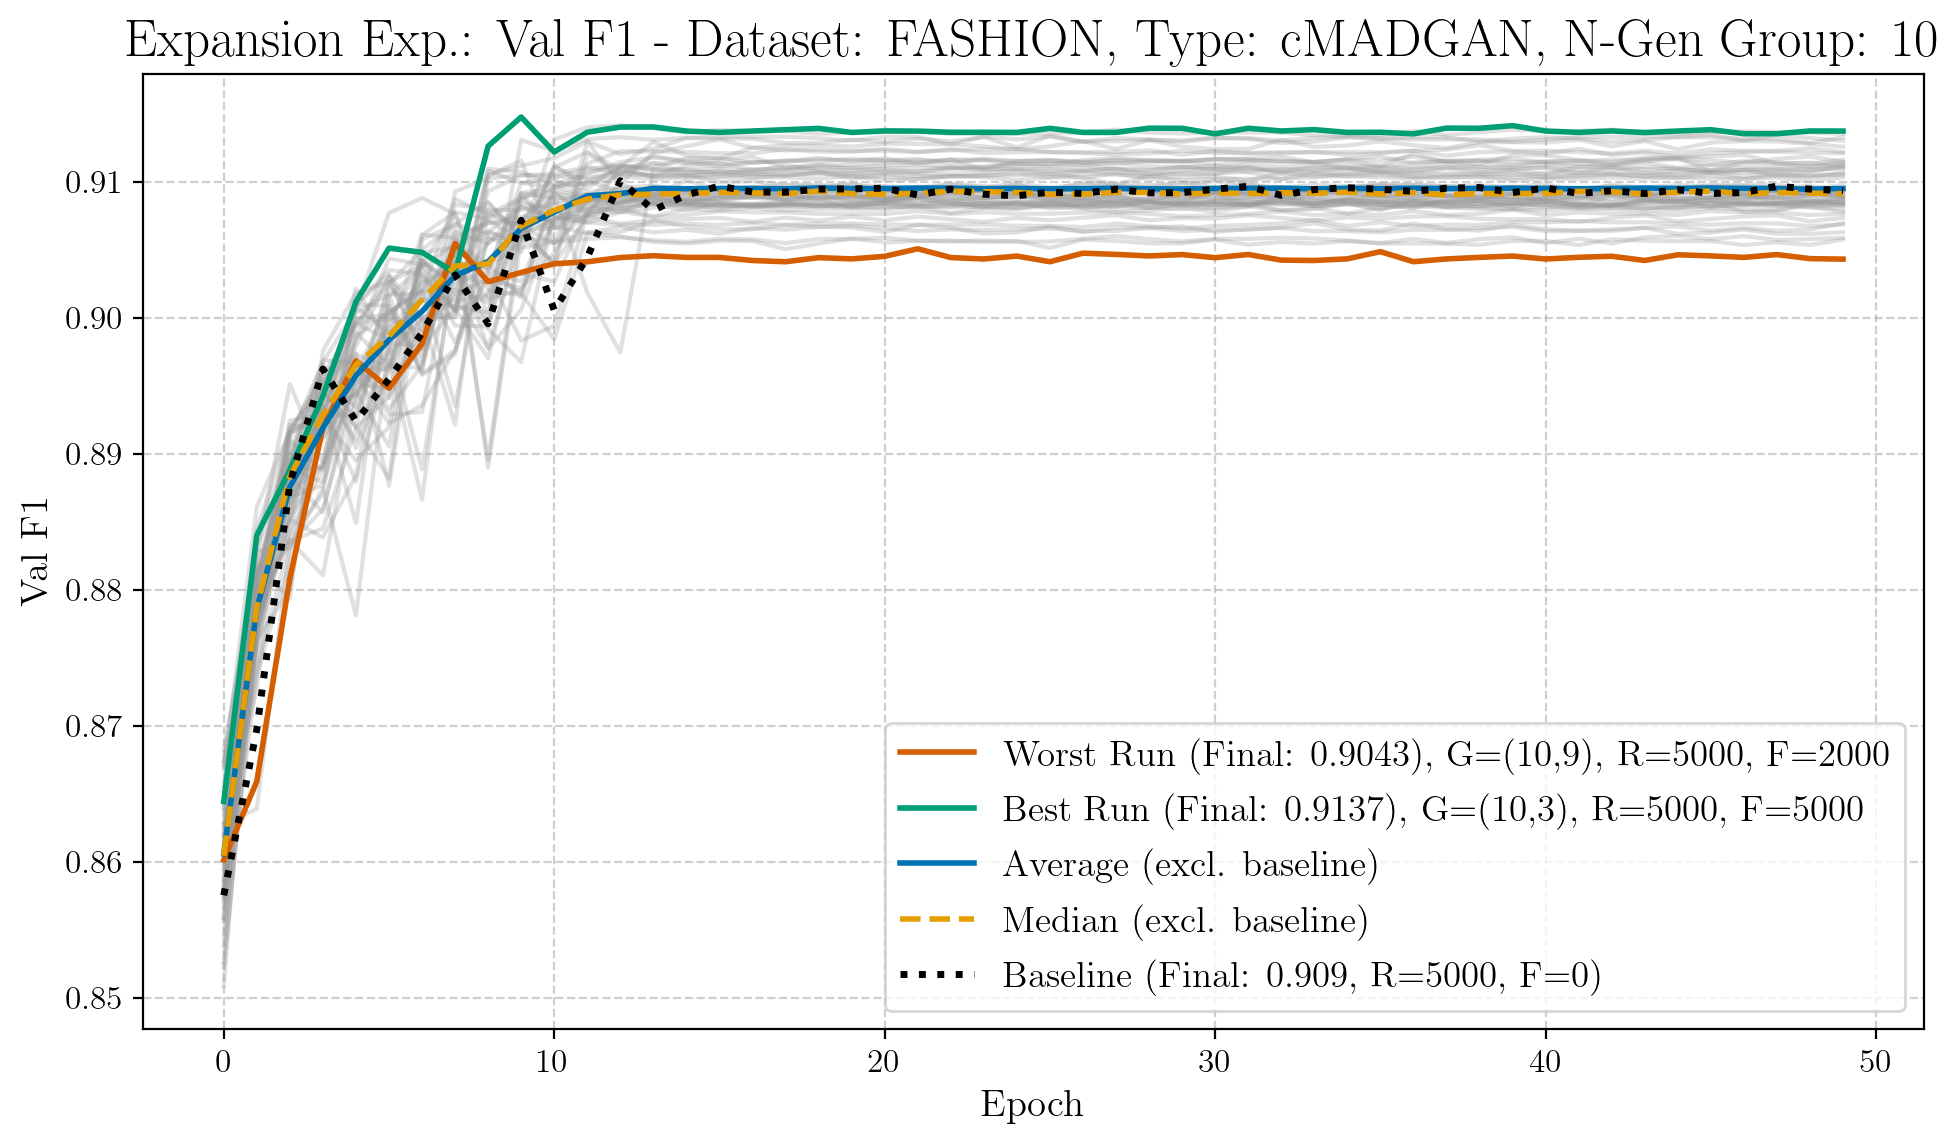 Expansion Exp.: Val F1 - Dataset: FASHION, Type: cMADGAN, N-Gen Group: 10
0.91
0.90
0.89
0.88
0.87
0.86
0.85
Val F1
Worst Run (Final: 0.9043), G=(10,9), R=5000, F=2000
Best Run (Final: 0.9137), G=(10,3), R=5000, F=5000
Average (excl. baseline)
Median (excl. baseline)
Baseline (Final: 0.909, R=5000, F=0)
0 10 20 30 40 50
Epoch